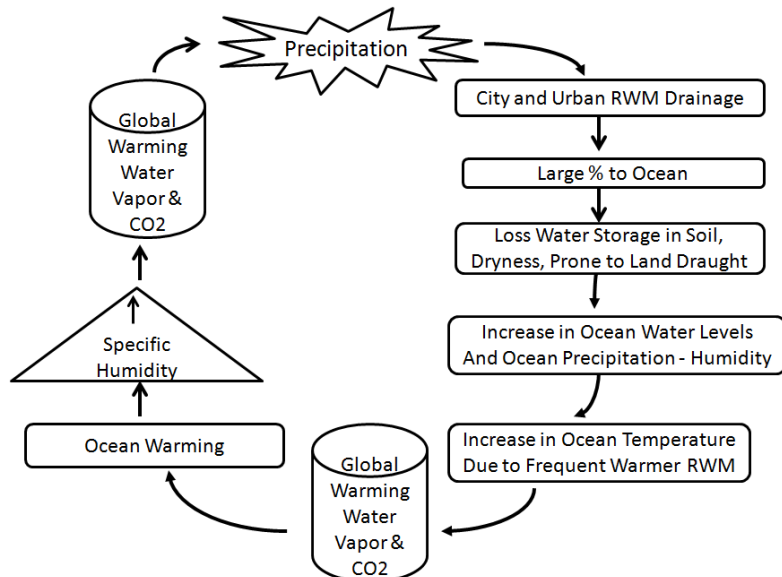 Precipitation
City and Urban RWM Drainage
Large % to Ocean
Loss Water Storage in Soil,
Dryness, Prone to Land Draught
Increase in Ocean Water Levels
And Ocean Precipitation - Humidity
Increase in Ocean Temperature
Due to Frequent Warmer RWM
Global
Warming
Water
Vapor &
CO2
Ocean Warming
Specific
Humidity
Global
Warming
Water
Vapor &
CO2